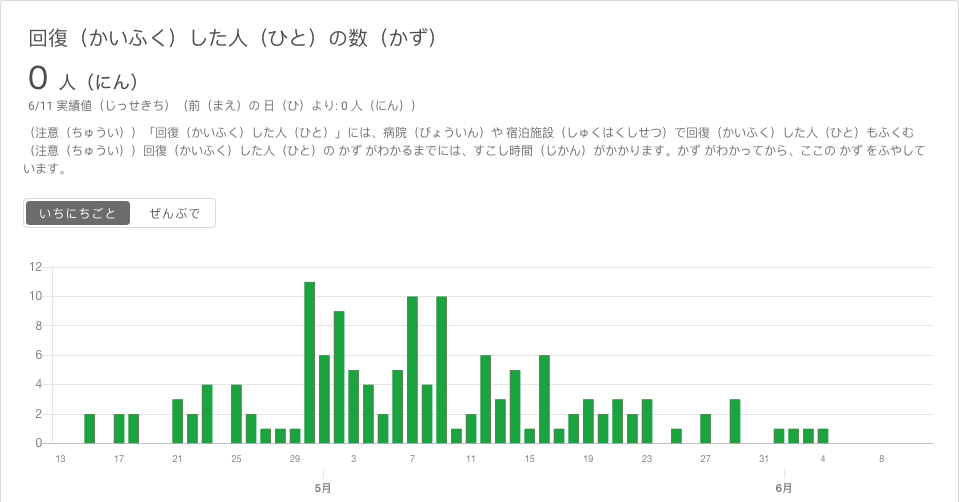 回復（かいふく）した人（ひと）の数（かず）
0 人（にん）
6/11 実績値（じっせきち）（前（まえ）の 日（ひ）より: 0 人（にん））
（注意（ちゅうい））「回復（かいふく）した人（ひと）」には、病院（びょういん）や 宿泊施設（しゅくはくしせつ）で回復（かいふく）した人（ひと）もふくむ
（注意（ちゅうい））回復（かいふく）した人（ひと）の かず がわかるまでには、すこし時間（じかん）がかかります。かず がわかってから、ここの かず をふやして
います。
いちにちごと ぜんぶで
12
10
8
6
4
2
0
13 17 21 25 29 3 7 11 15 19 23 27 31 4 8
5月 6月